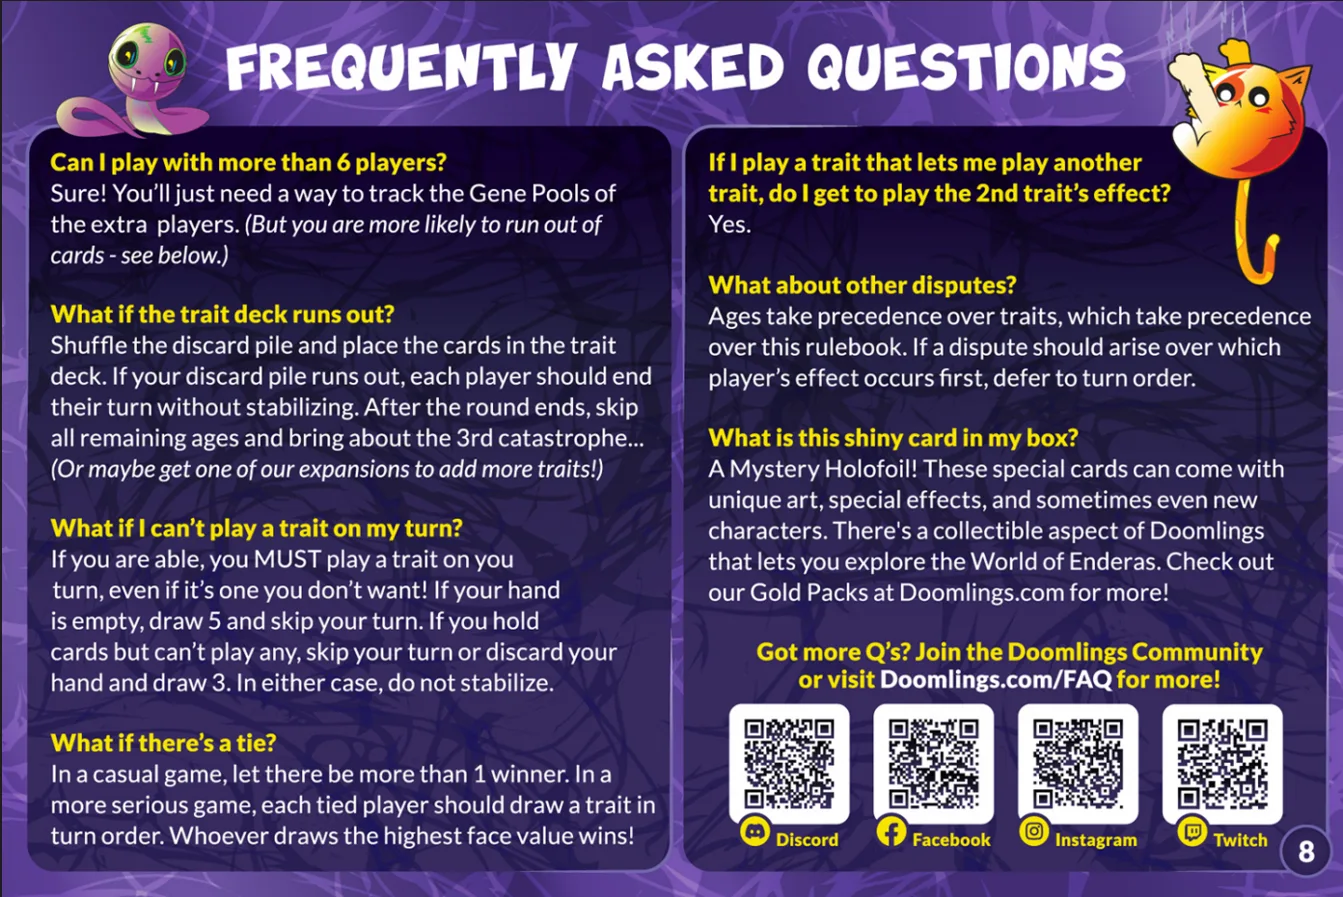 FREQUENTLY ASKED QUESTIONS
Can I play with more than 6 players?
Sure! You'll just need a way to track the Gene Pools of
the extra  players. (But you are more likely to run out of
cards - see below.)
What if the trait deck runs out?
Shuffle the discard pile and place the cards in the trait
deck. If your discard pile runs out, each player should end
their turn without stabilizing. After the round ends, skip
all remaining ages and bring about the 3rd catastrophe...
(Or maybe get one of our expansions to add more traits!)
What if I can't play a trait on my turn?
If you are able, you MUST play a trait on you
turn, even if it's one you don't want! If your hand
is empty, draw 5 and skip your turn. If you hold
cards but can't play any, skip your turn or discard your
hand and draw 3. In either case, do not stabilize.
What if there's a tie?
In a casual game, let there be more than 1 winner. In a
more serious game, each tied player should draw a trait in
turn order. Whoever draws the highest face value wins!
If I play a trait that lets me play another
trait, do I get to play the 2nd trait's effect?
Yes.
What about other disputes?
Ages take precedence over traits, which take precedence
over this rulebook. If a dispute should arise over which
player's effect occurs first, defer to turn order.
What is this shiny card in my box?
A Mystery Holofoil! These special cards can come with
unique art, special effects, and sometimes even new
characters. There's a collectible aspect of Doomlings
that lets you explore the World of Enderas. Check out
our Gold Packs at Doomlings.com for more!
Got more Q's? Join the Doomlings Community
or visit Doomlings.com/FAQ for more!
Discord
Facebook
Instagram
Twitch
8